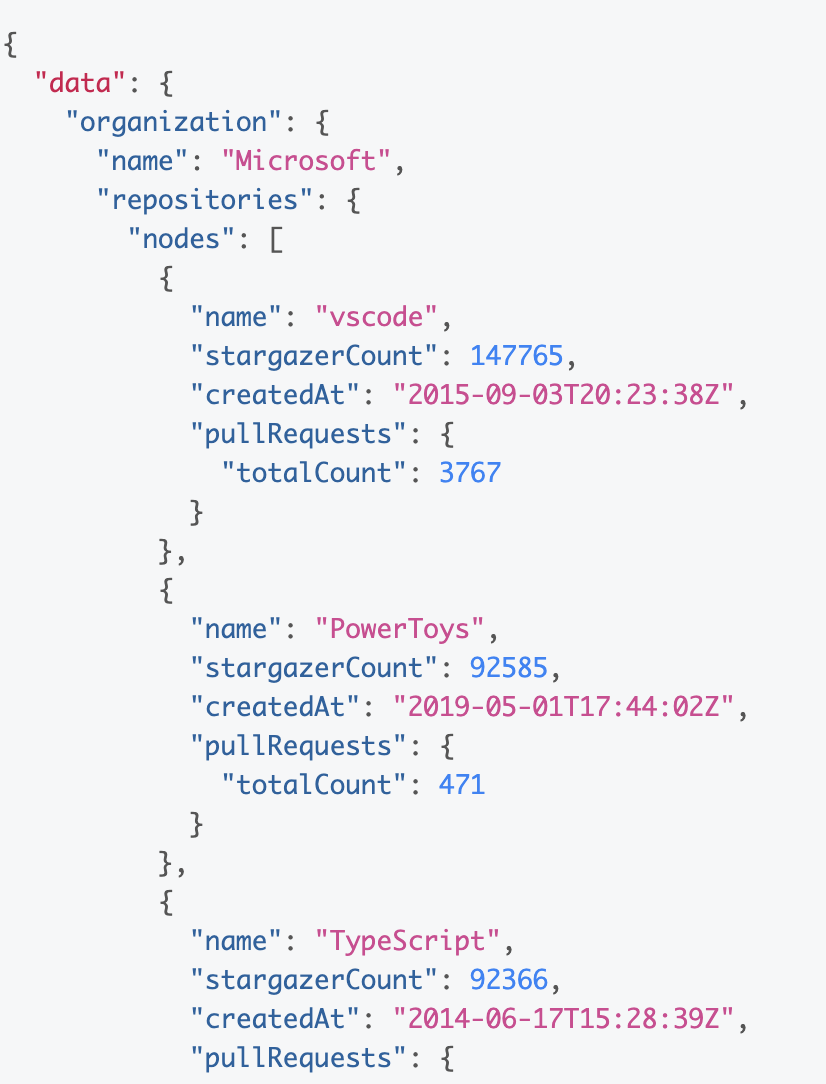 {
  "data": {
    "organization": {
      "name": "Microsoft",
      "repositories": {
        "nodes": [
          {
            "name": "vscode",
            "stargazerCount": 147765,
            "createdAt": "2015-09-03T20:23:38Z",
            "pullRequests": {
              "totalCount": 3767
            }
          },
          {
            "name": "PowerToys",
            "stargazerCount": 92585,
            "createdAt": "2019-05-01T17:44:02Z",
            "pullRequests": {
              "totalCount": 471
            }
          },
          {
            "name": "TypeScript",
            "stargazerCount": 92366,
            "createdAt": "2014-06-17T15:28:39Z",
            "pullRequests": {